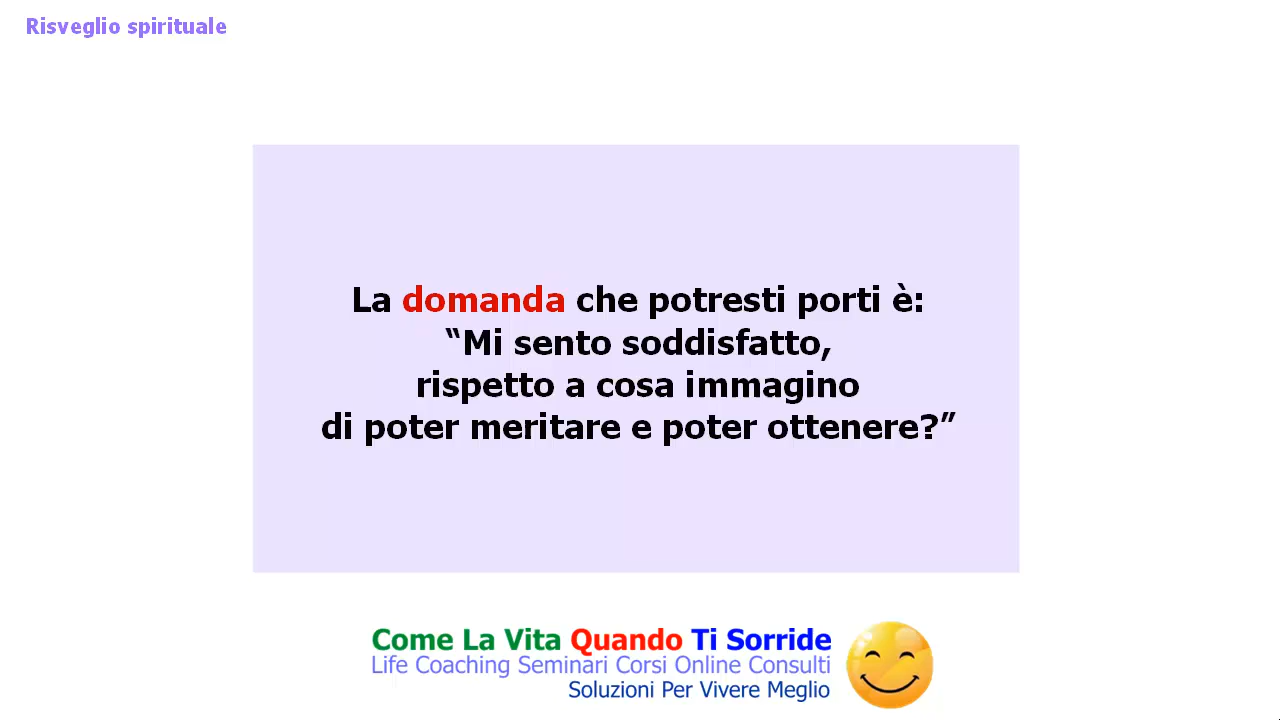 Risveglio spirituale
La domanda che potresti porti è:
“Mi sento soddisfatto,
rispetto a cosa immagino
di poter meritare e poter ottenere?”
Come La Vita Quando Ti Sorride
Life Coaching Seminari Corsi Online Consulti
Soluzioni Per Vivere Meglio